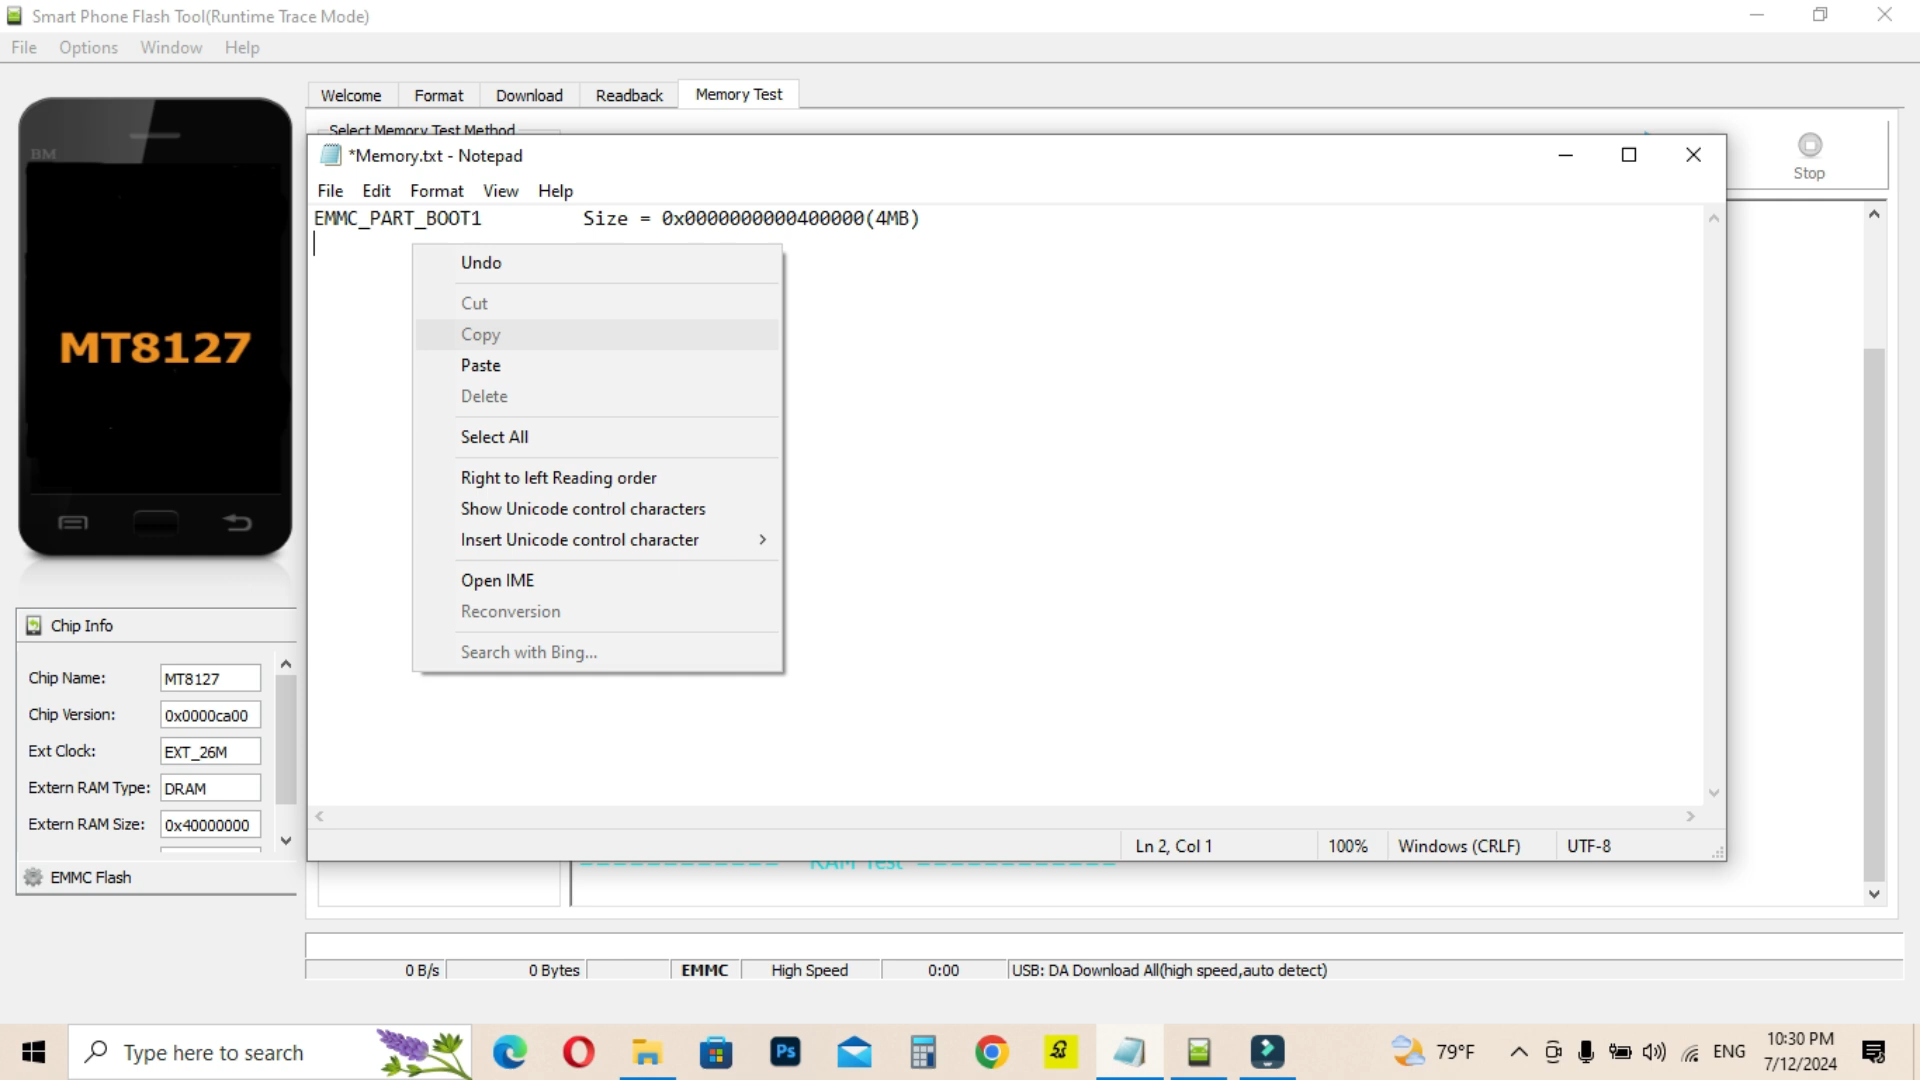 Smart Phone Flash Tool(Runtime Trace Mode)
File Options Window Help
Welcome Format Download Readback Memory Test
Select Memory Test Method
BM
MT8127
Stop
*Memory.txt - Notepad
File Edit Format View Help
EMMC_PART_BOOT1 Size = 0x0000000000400000(4MB)
Undo
Cut
Copy
Paste
Delete
Select All
Right to left Reading order
Show Unicode control characters
Insert Unicode control character
Open IME
Reconversion
Search with Bing...
Ln 2, Col 1 100% Windows (CRLF) UTF-8
Chip Info
Chip Name: MT8127
Chip Version: 0x0000ca00
Ext Clock: EXT_26M
Extern RAM Type: DRAM
Extern RAM Size: 0x40000000
EMMC Flash
============ RAM Test ============
0 B/s 0 Bytes EMMC High Speed 0:00 USB: DA Download All(high speed,auto detect)
Type here to search
Ps
79°F
ENG
10:30 PM
7/12/2024